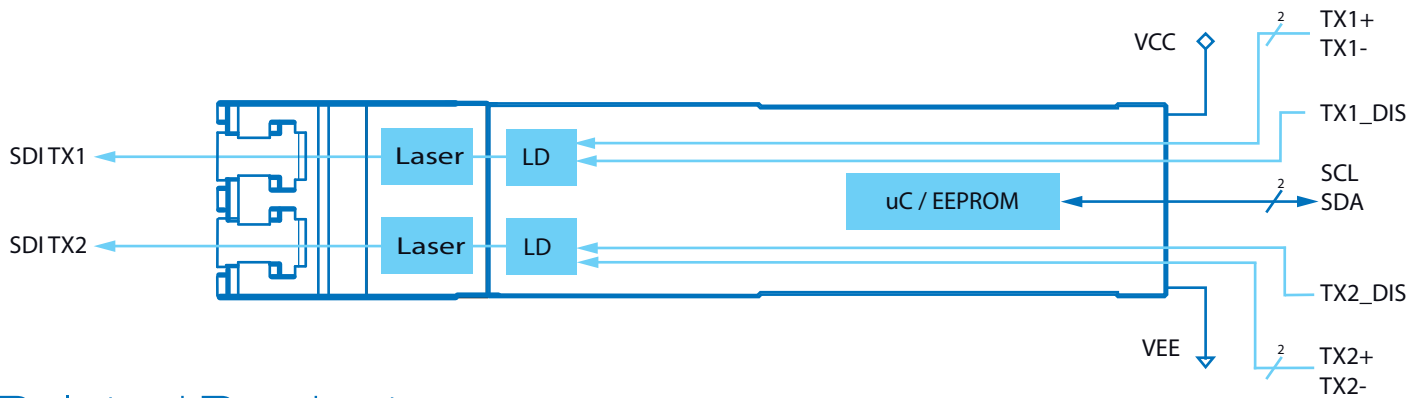 2
TX1+
TX1-
VCC
TX1_DIS
SDI TX1
Laser
LD
SCL
2
uC / EEPROM
SDA
SDI TX2
Laser
LD
TX2_DIS
VEE
2
TX2+
TX2-